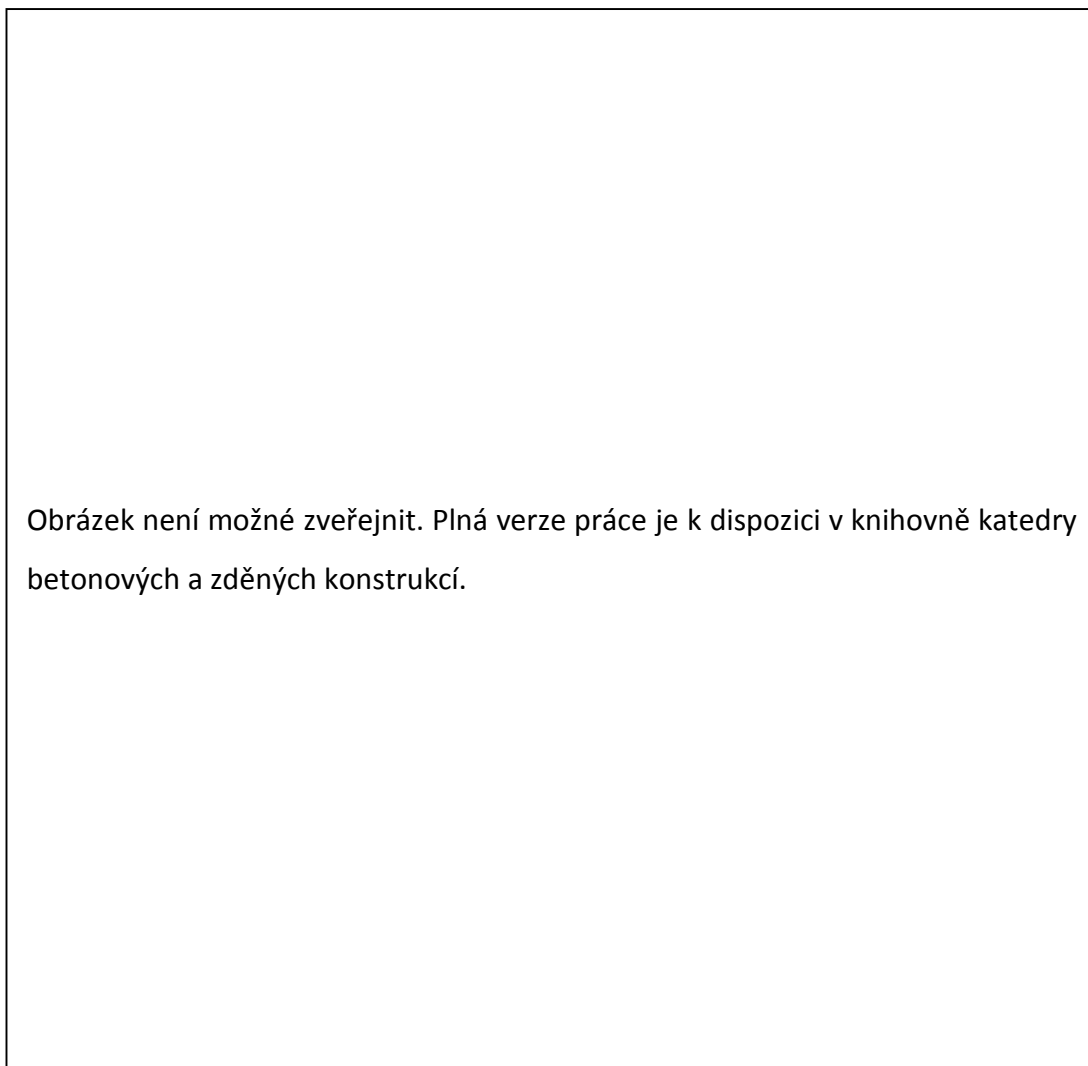 Obrázek není možné zveřejnit. Plná verze práce je k dispozici v knihovně katedry
betonových a zděných konstrukcí.